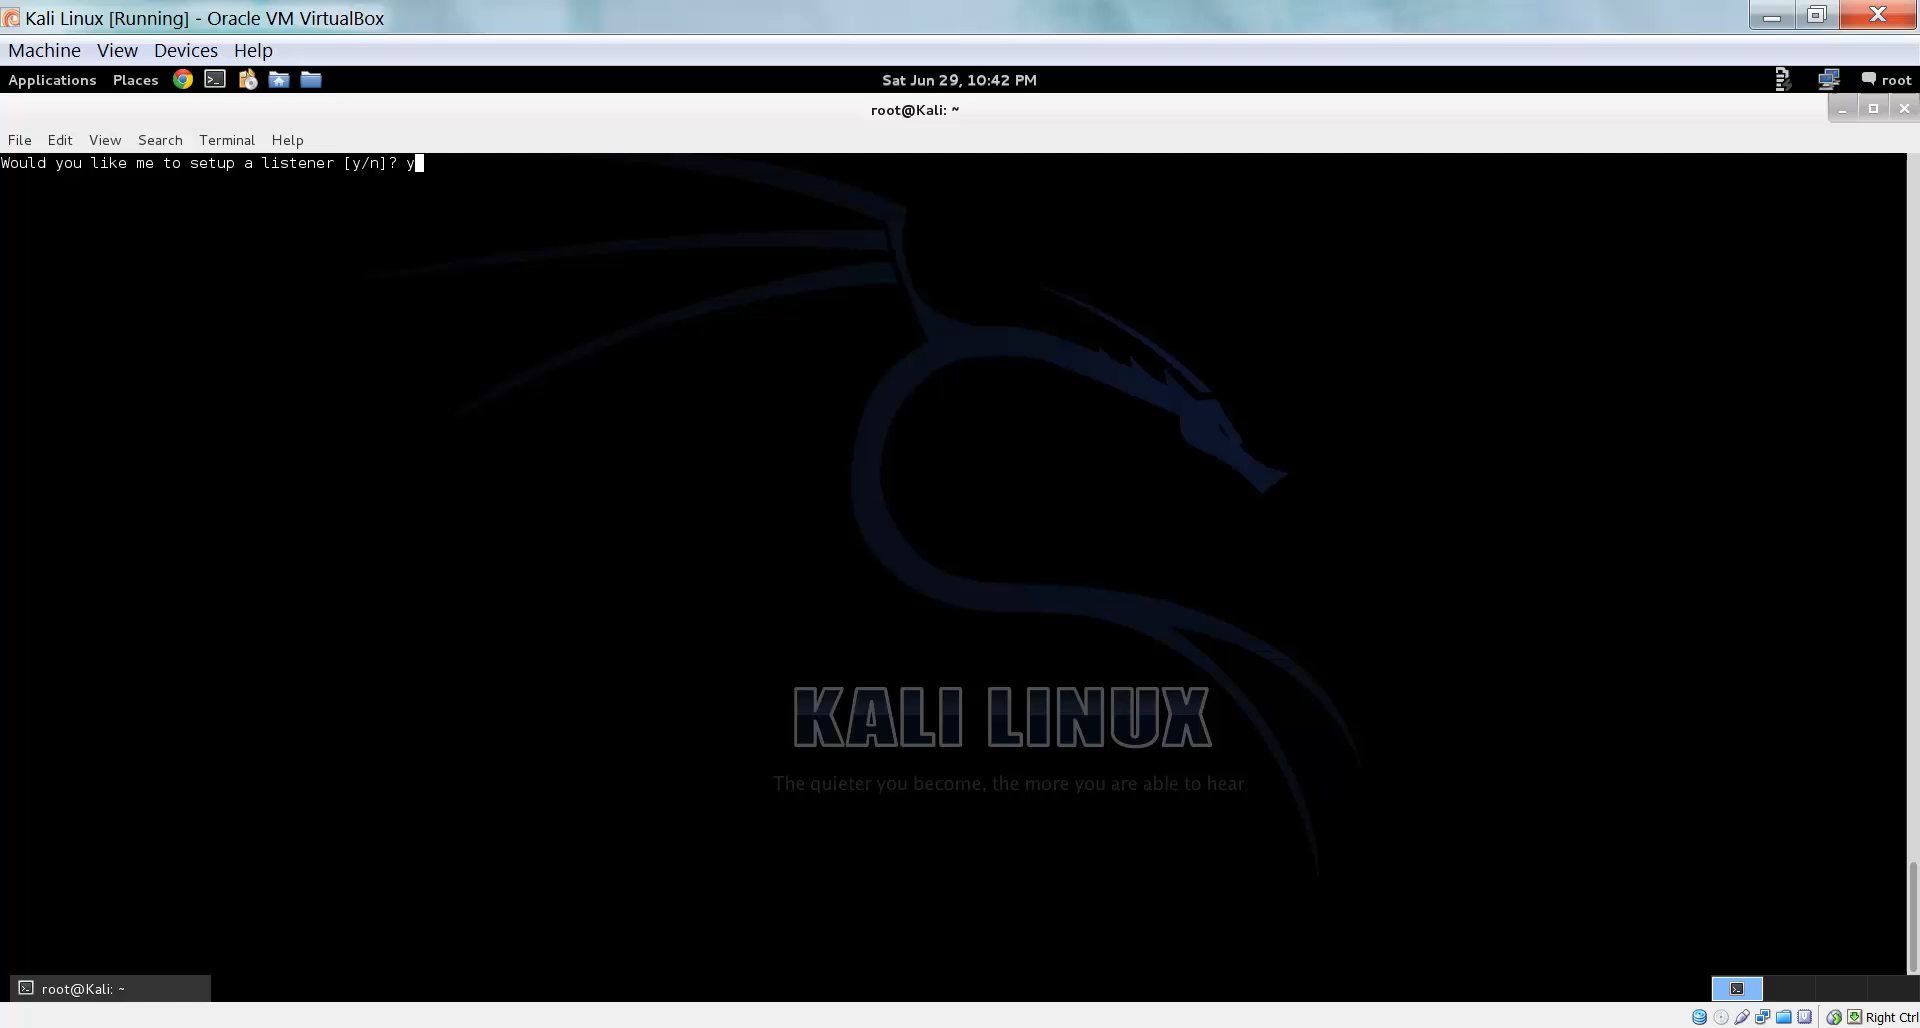 Kali Linux [Running] - Oracle VM VirtualBox
Machine View Devices Help
Applications Places Sat Jun 29, 10:42 PM root
root@Kali: ~
File Edit View Search Terminal Help
Would you like me to setup a listener [y/n]? y
KALI LINUX
The quieter you become, the more you are able to hear
root@Kali: ~
Right Ctrl